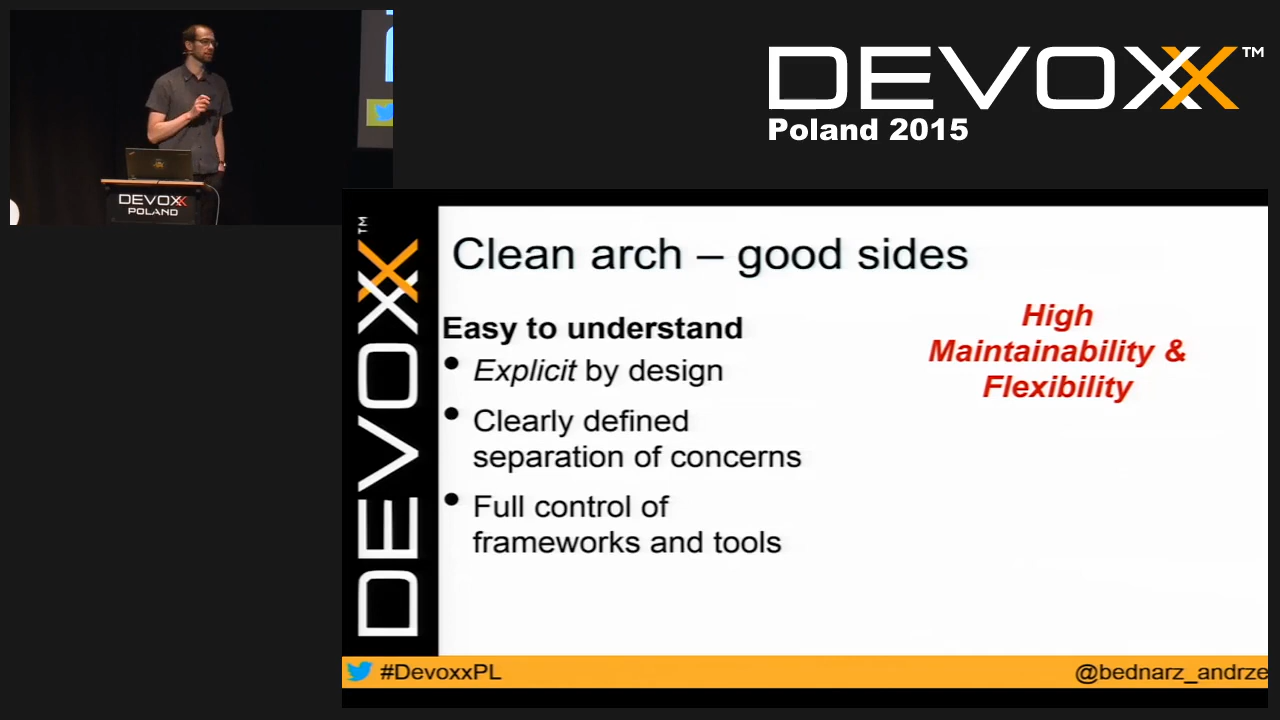 DEVOXX™
Poland 2015
DEVOXX
POLAND
DEVOXX™
Clean arch – good sides
Easy to understand
• Explicit by design
• Clearly defined
separation of concerns
• Full control of
frameworks and tools
High
Maintainability &
Flexibility
#DevoxxPL
@bednarz_andrze